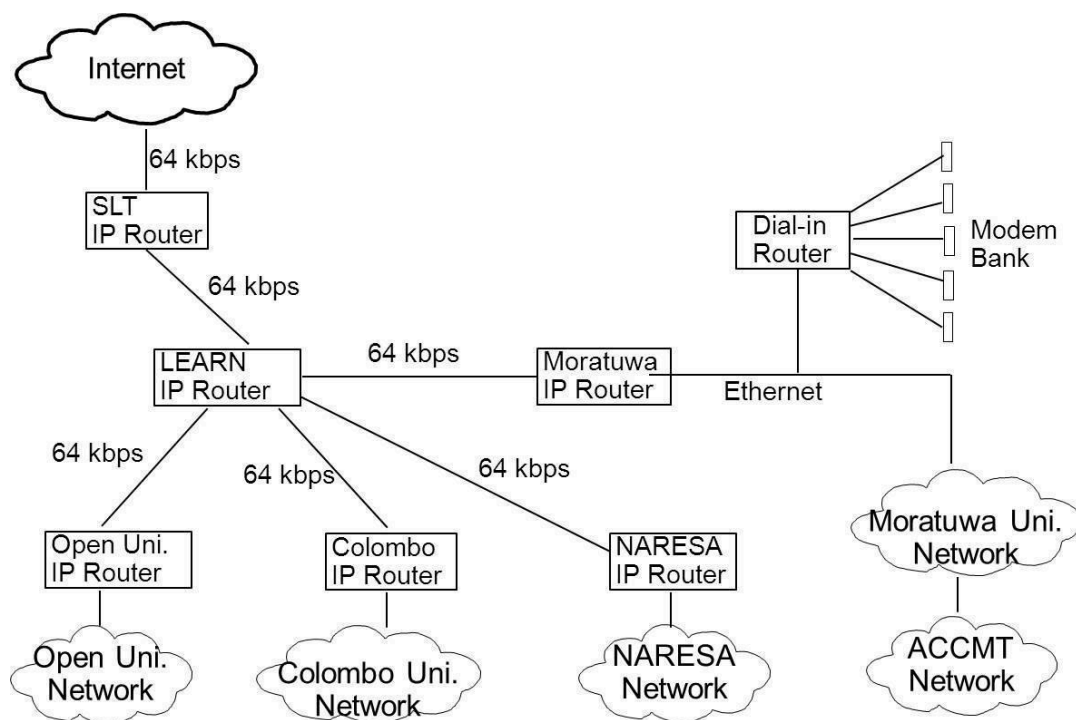 Internet
64 kbps
SLT
IP Router
64 kbps
Dial-in
Router
Modem
Bank
LEARN
IP Router
64 kbps
Moratuwa
IP Router
Ethernet
64 kbps
64 kbps
64 kbps
Moratuwa Uni.
Network
Open Uni.
IP Router
Colombo
IP Router
NARESA
IP Router
Open Uni.
Network
Colombo Uni.
Network
NARESA
Network
ACCMT
Network